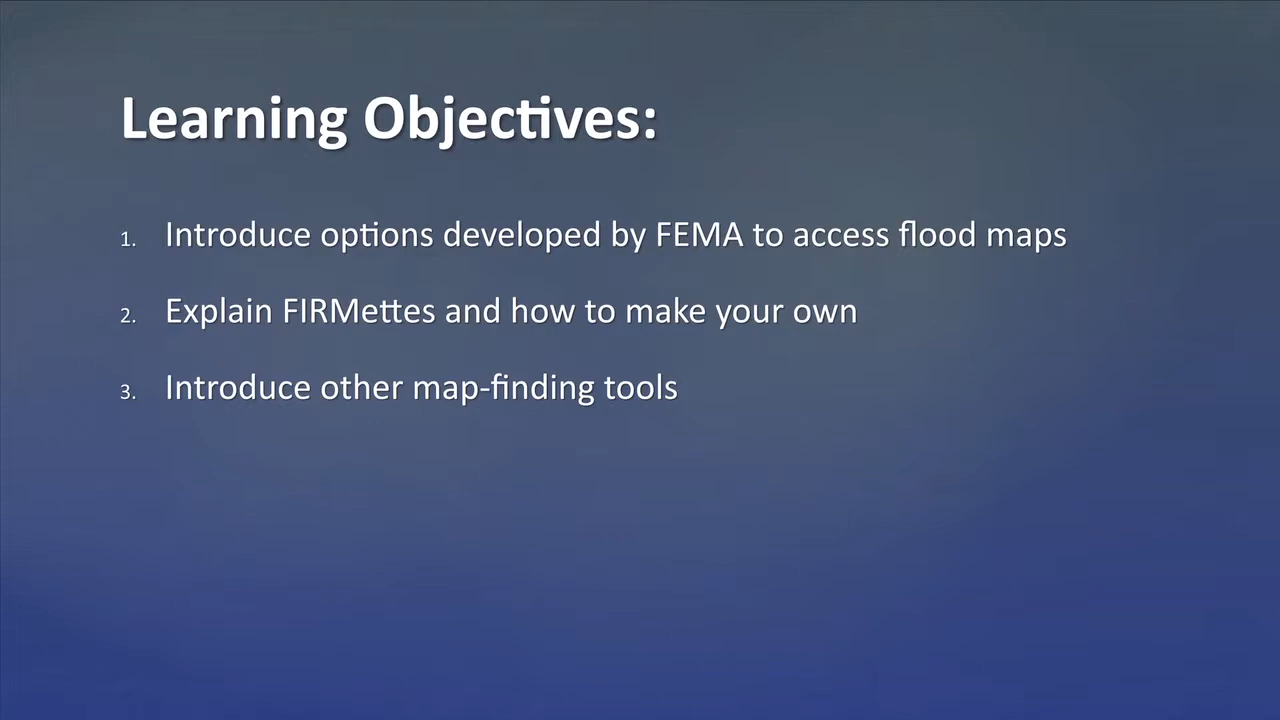 Learning Objectives:
1. Introduce options developed by FEMA to access flood maps
2. Explain FIRMettes and how to make your own
3. Introduce other map-finding tools